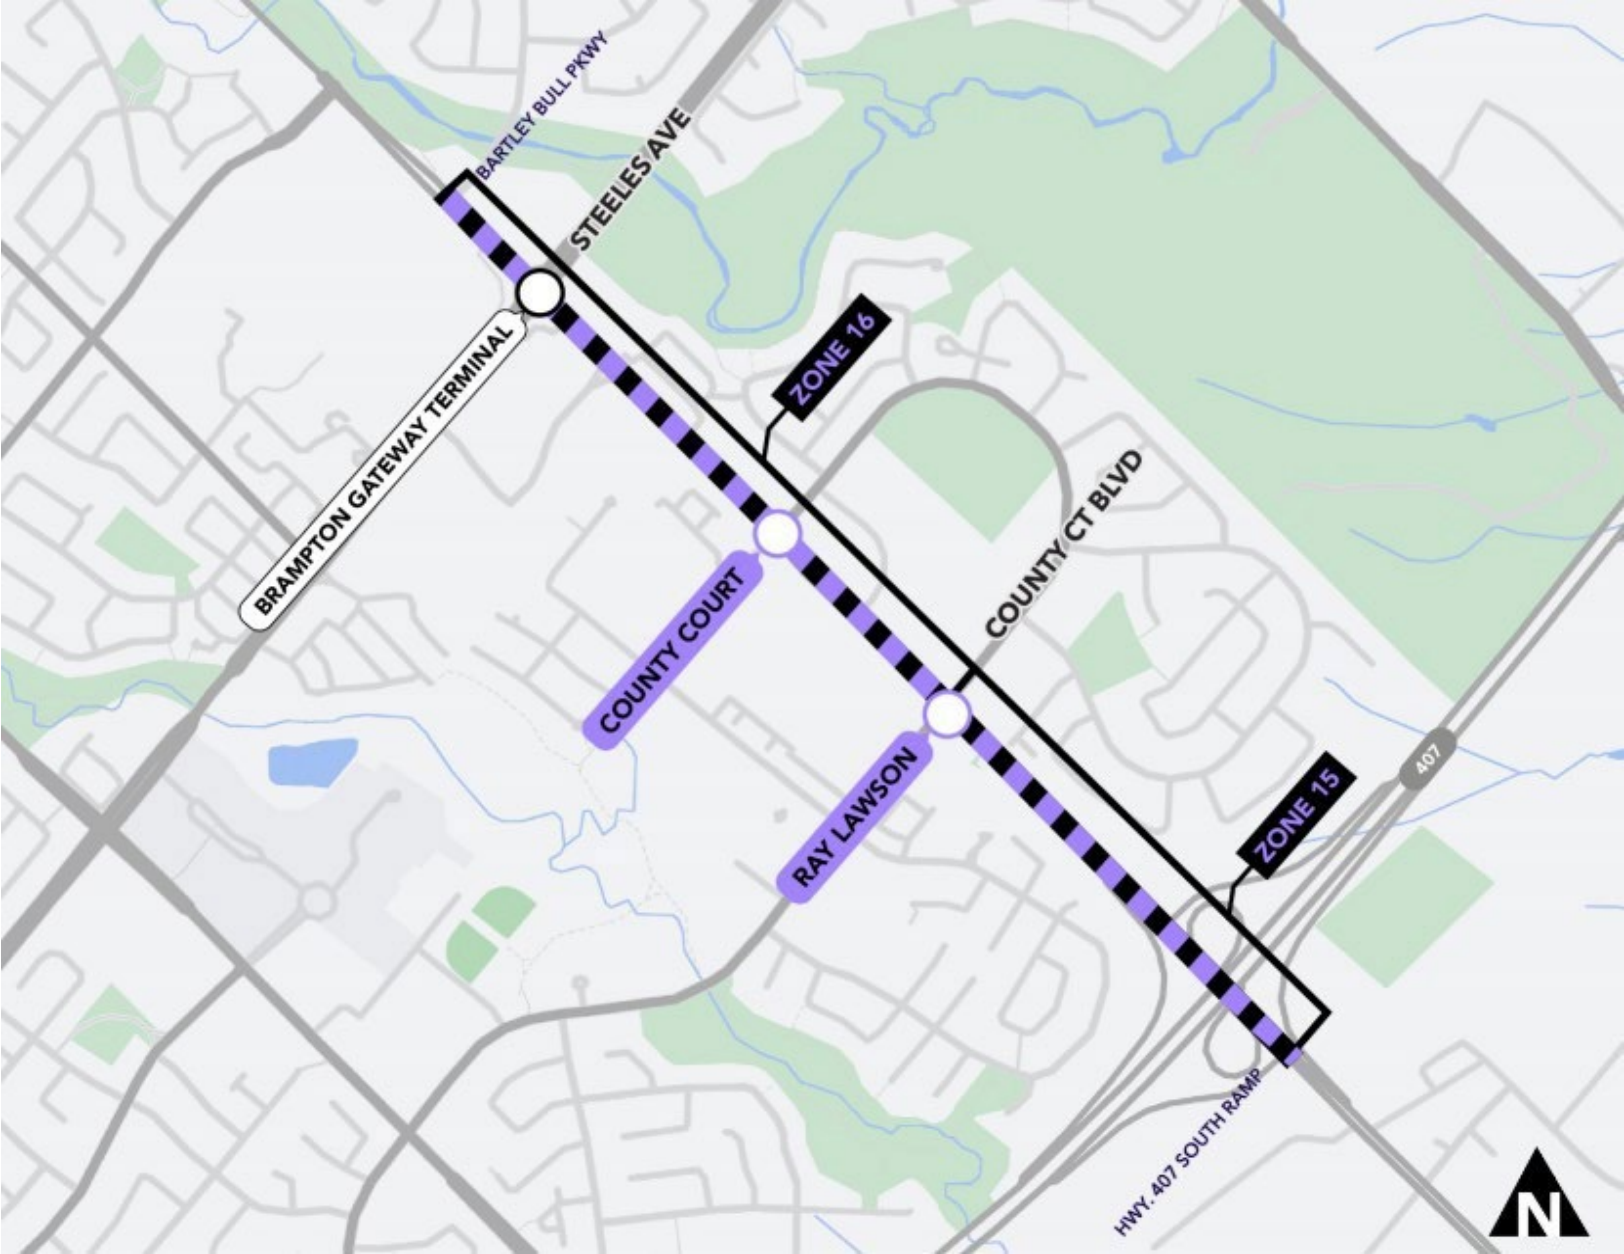 BARTLEY BULL PKWY
STEELES AVE
BRAMPTON GATEWAY TERMINAL
ZONE 16
COUNTY COURT
COUNTY CT BLVD
RAY LAWSON
407
ZONE 15
HWY. 407 SOUTH RAMP
N